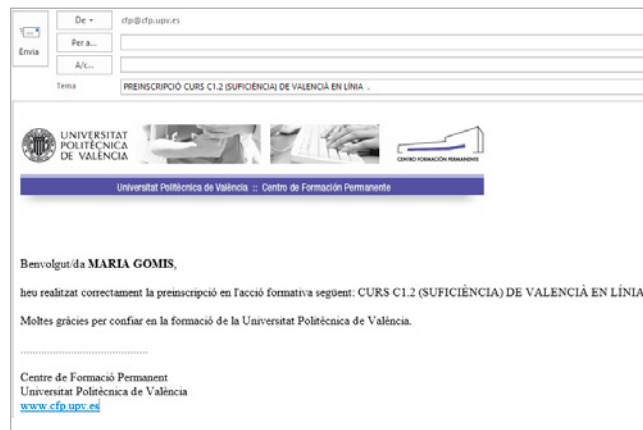 De
cfp@cfp.upv.es
Envia
Per a...
A/c...
Tema
PREINSCRIPCIÓ CURS C1.2 (SUFICIÈNCIA) DE VALENCIÀ EN LÍNIA .
UNIVERSITAT
POLITÈCNICA
DE VALÈNCIA
CENTRO FORMACIÓN PERMANENTE
Universitat Politècnica de València :: Centro de Formación Permanente
Benvolgut/da MARIA GOMIS,
heu realitzat correctament la preinscripció en l'acció formativa següent: CURS C1.2 (SUFICIÈNCIA) DE VALENCIÀ EN LÍNIA
Moltes gràcies per confiar en la formació de la Universitat Politècnica de València.
Centre de Formació Permanent
Universitat Politècnica de València
www.cfp.upv.es